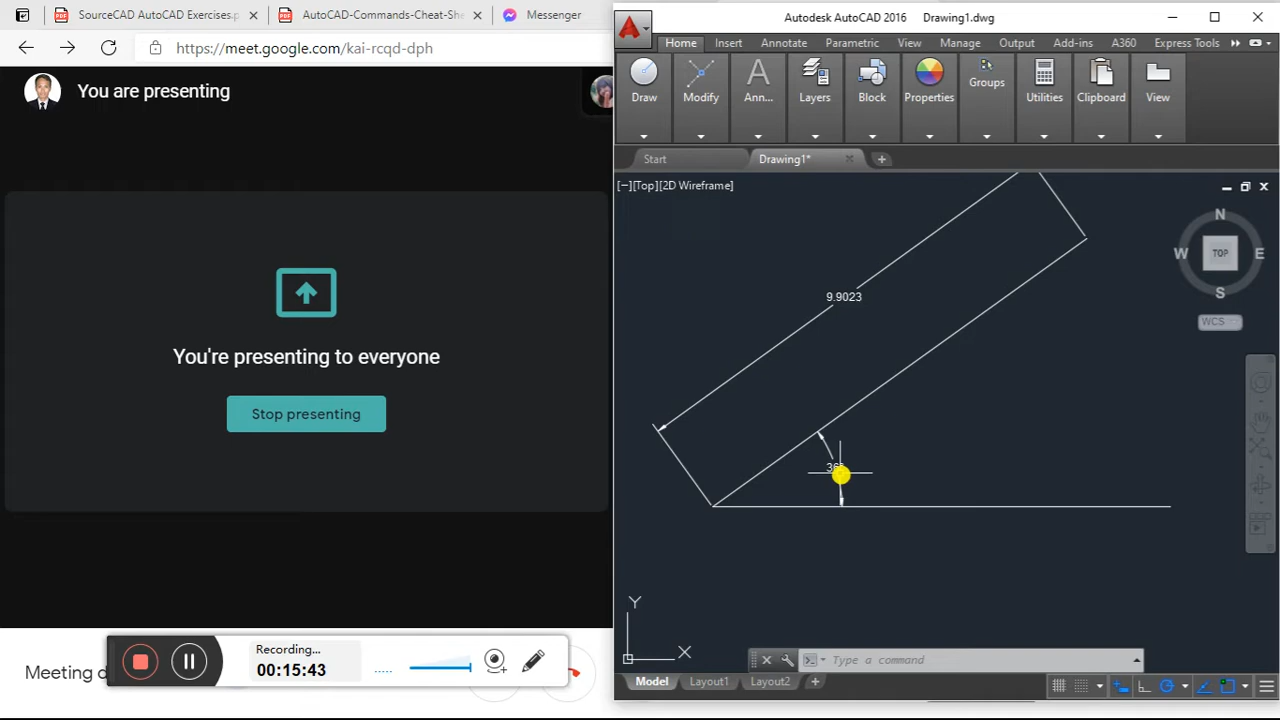 SourceCAD AutoCAD Exercises.p
AutoCAD-Commands-Cheat-She
Messenger
https://meet.google.com/kai-rcqd-dph
You are presenting
You're presenting to everyone
Stop presenting
Meeting d
Recording...
00:15:43
Autodesk AutoCAD 2016 Drawing1.dwg
Home Insert Annotate Parametric View Manage Output Add-ins A360 Express Tools
Draw Modify Ann... Layers Block Properties Groups Utilities Clipboard View
Start Drawing1*
[−][Top][2D Wireframe]
N
W TOP E
S
WCS
9.9023
Y
X
Type a command
Model Layout1 Layout2